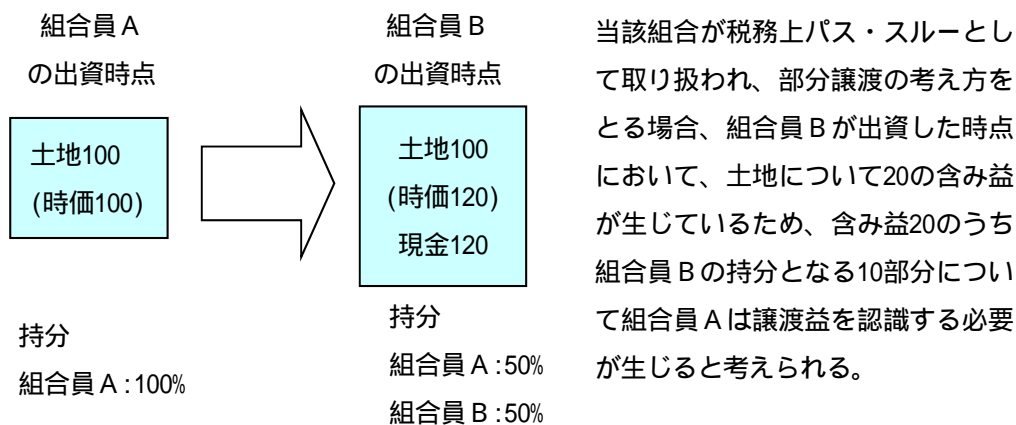 組合員A
の出資時点
土地100
(時価100)
持分
組合員A:100%
組合員B
の出資時点
土地100
(時価120)
現金120
持分
組合員A:50%
組合員B:50%
当該組合が税務上パス・スルーとし
て取り扱われ、部分譲渡の考え方を
とる場合、組合員Bが出資した時点
において、土地について20の含み益
が生じているため、含み益20のうち
組合員Bの持分となる10部分につい
て組合員Aは譲渡益を認識する必要
が生じると考えられる。